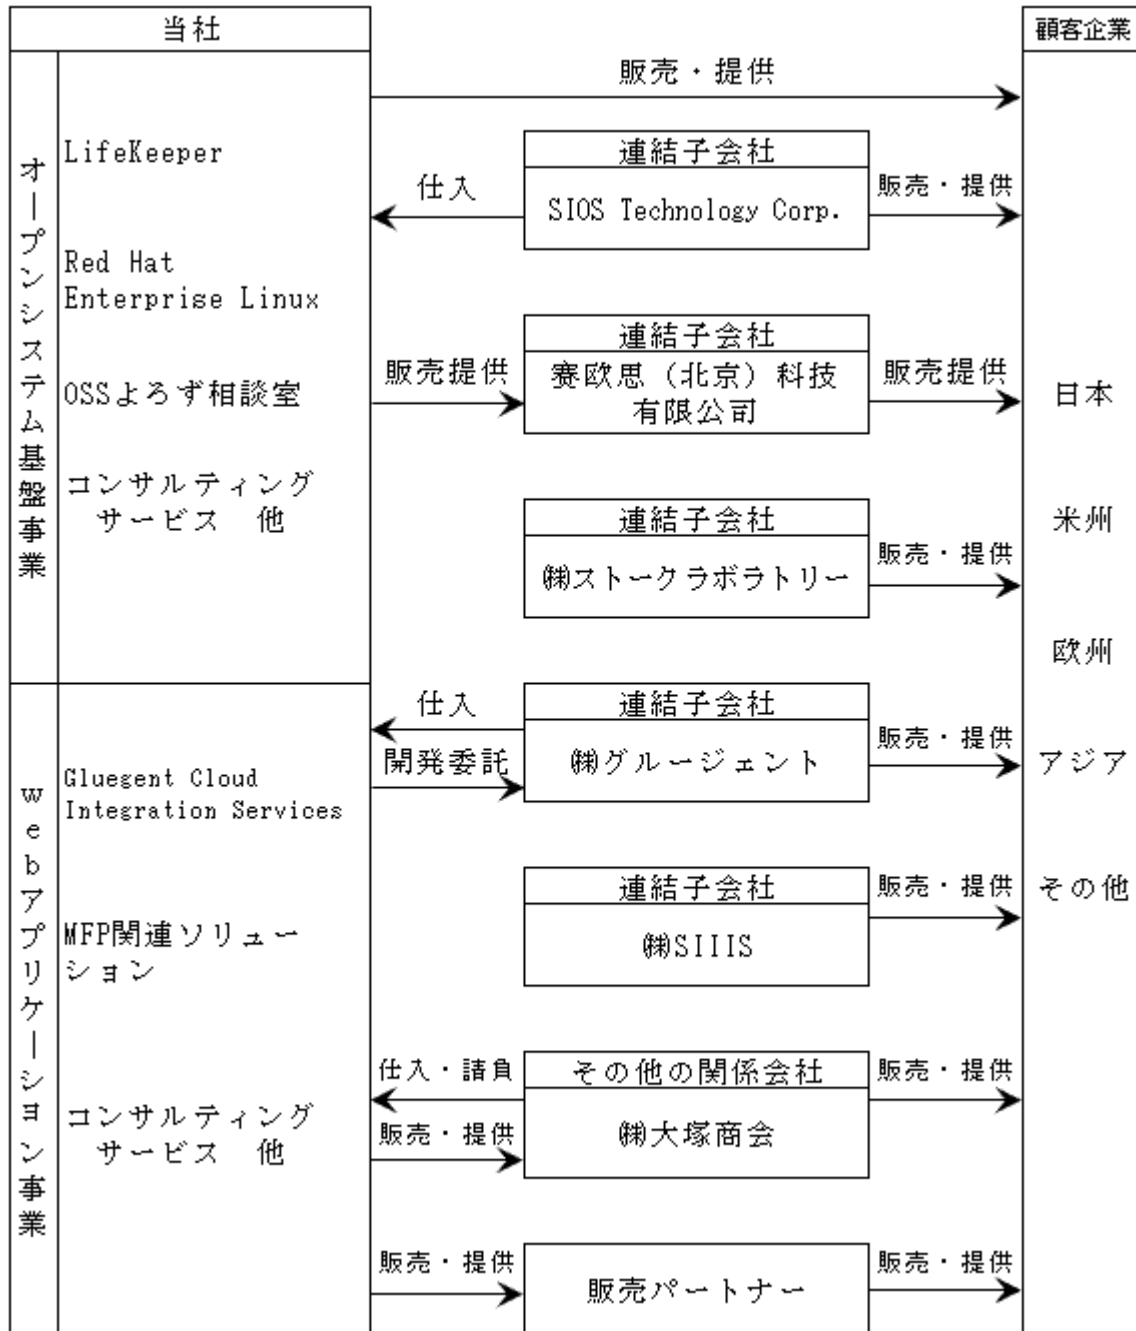 当社
顧客企業
オープンシステム基盤事業
LifeKeeper
Red Hat
Enterprise Linux
OSSよろず相談室
コンサルティング
サービス 他
webアプリケーション事業
Gluegent Cloud
Integration Services
MFP関連ソリュー
ション
コンサルティング
サービス 他
販売・提供
仕入
連結子会社
SIOS Technology Corp.
販売・提供
販売提供
連結子会社
賽欧思（北京）科技
有限公司
販売提供
連結子会社
㈱ストークラボラトリー
販売・提供
仕入
開発委託
連結子会社
㈱グルージェント
販売・提供
連結子会社
㈱SIIIS
販売・提供
仕入・請負
販売・提供
その他の関係会社
㈱大塚商会
販売・提供
販売・提供
販売パートナー
販売・提供
日本
米州
欧州
アジア
その他